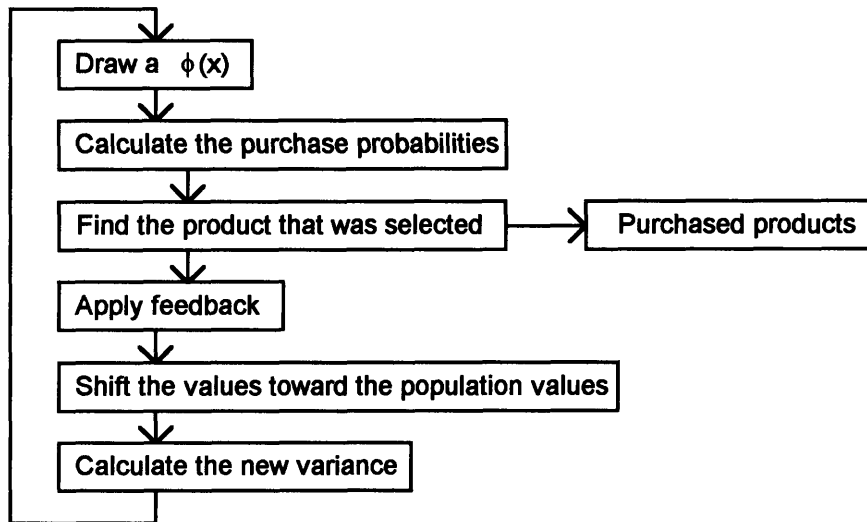 Draw a ϕ(x)
Calculate the purchase probabilities
Find the product that was selected
Purchased products
Apply feedback
Shift the values toward the population values
Calculate the new variance